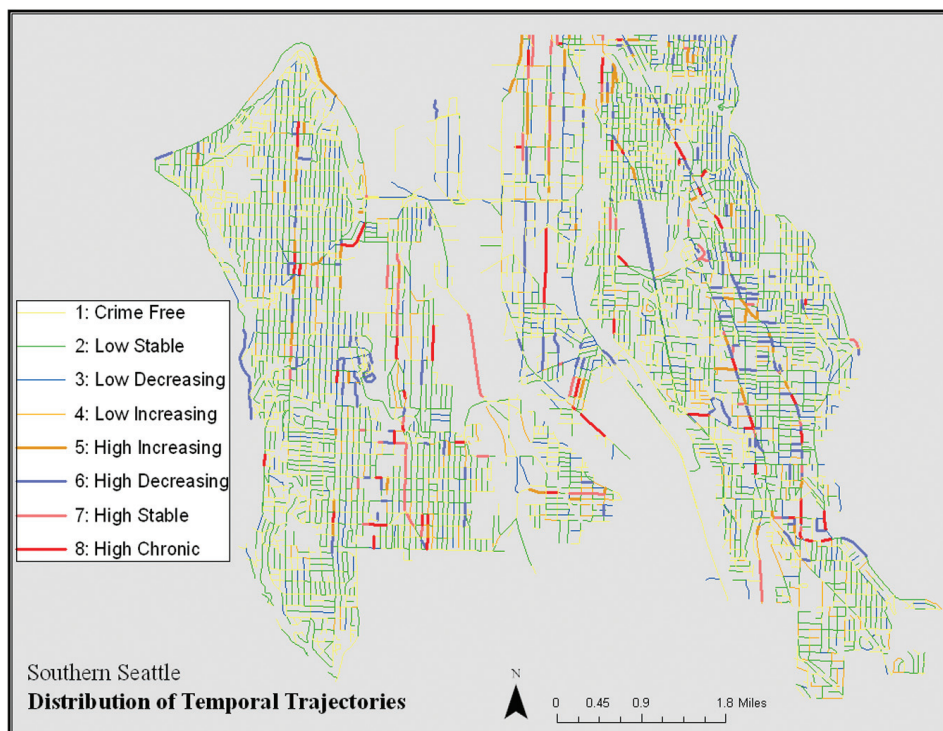 1: Crime Free
2: Low Stable
3: Low Decreasing
4: Low Increasing
5: High Increasing
6: High Decreasing
7: High Stable
8: High Chronic
Southern Seattle
Distribution of Temporal Trajectories
N
0 0.45 0.9 1.8 Miles